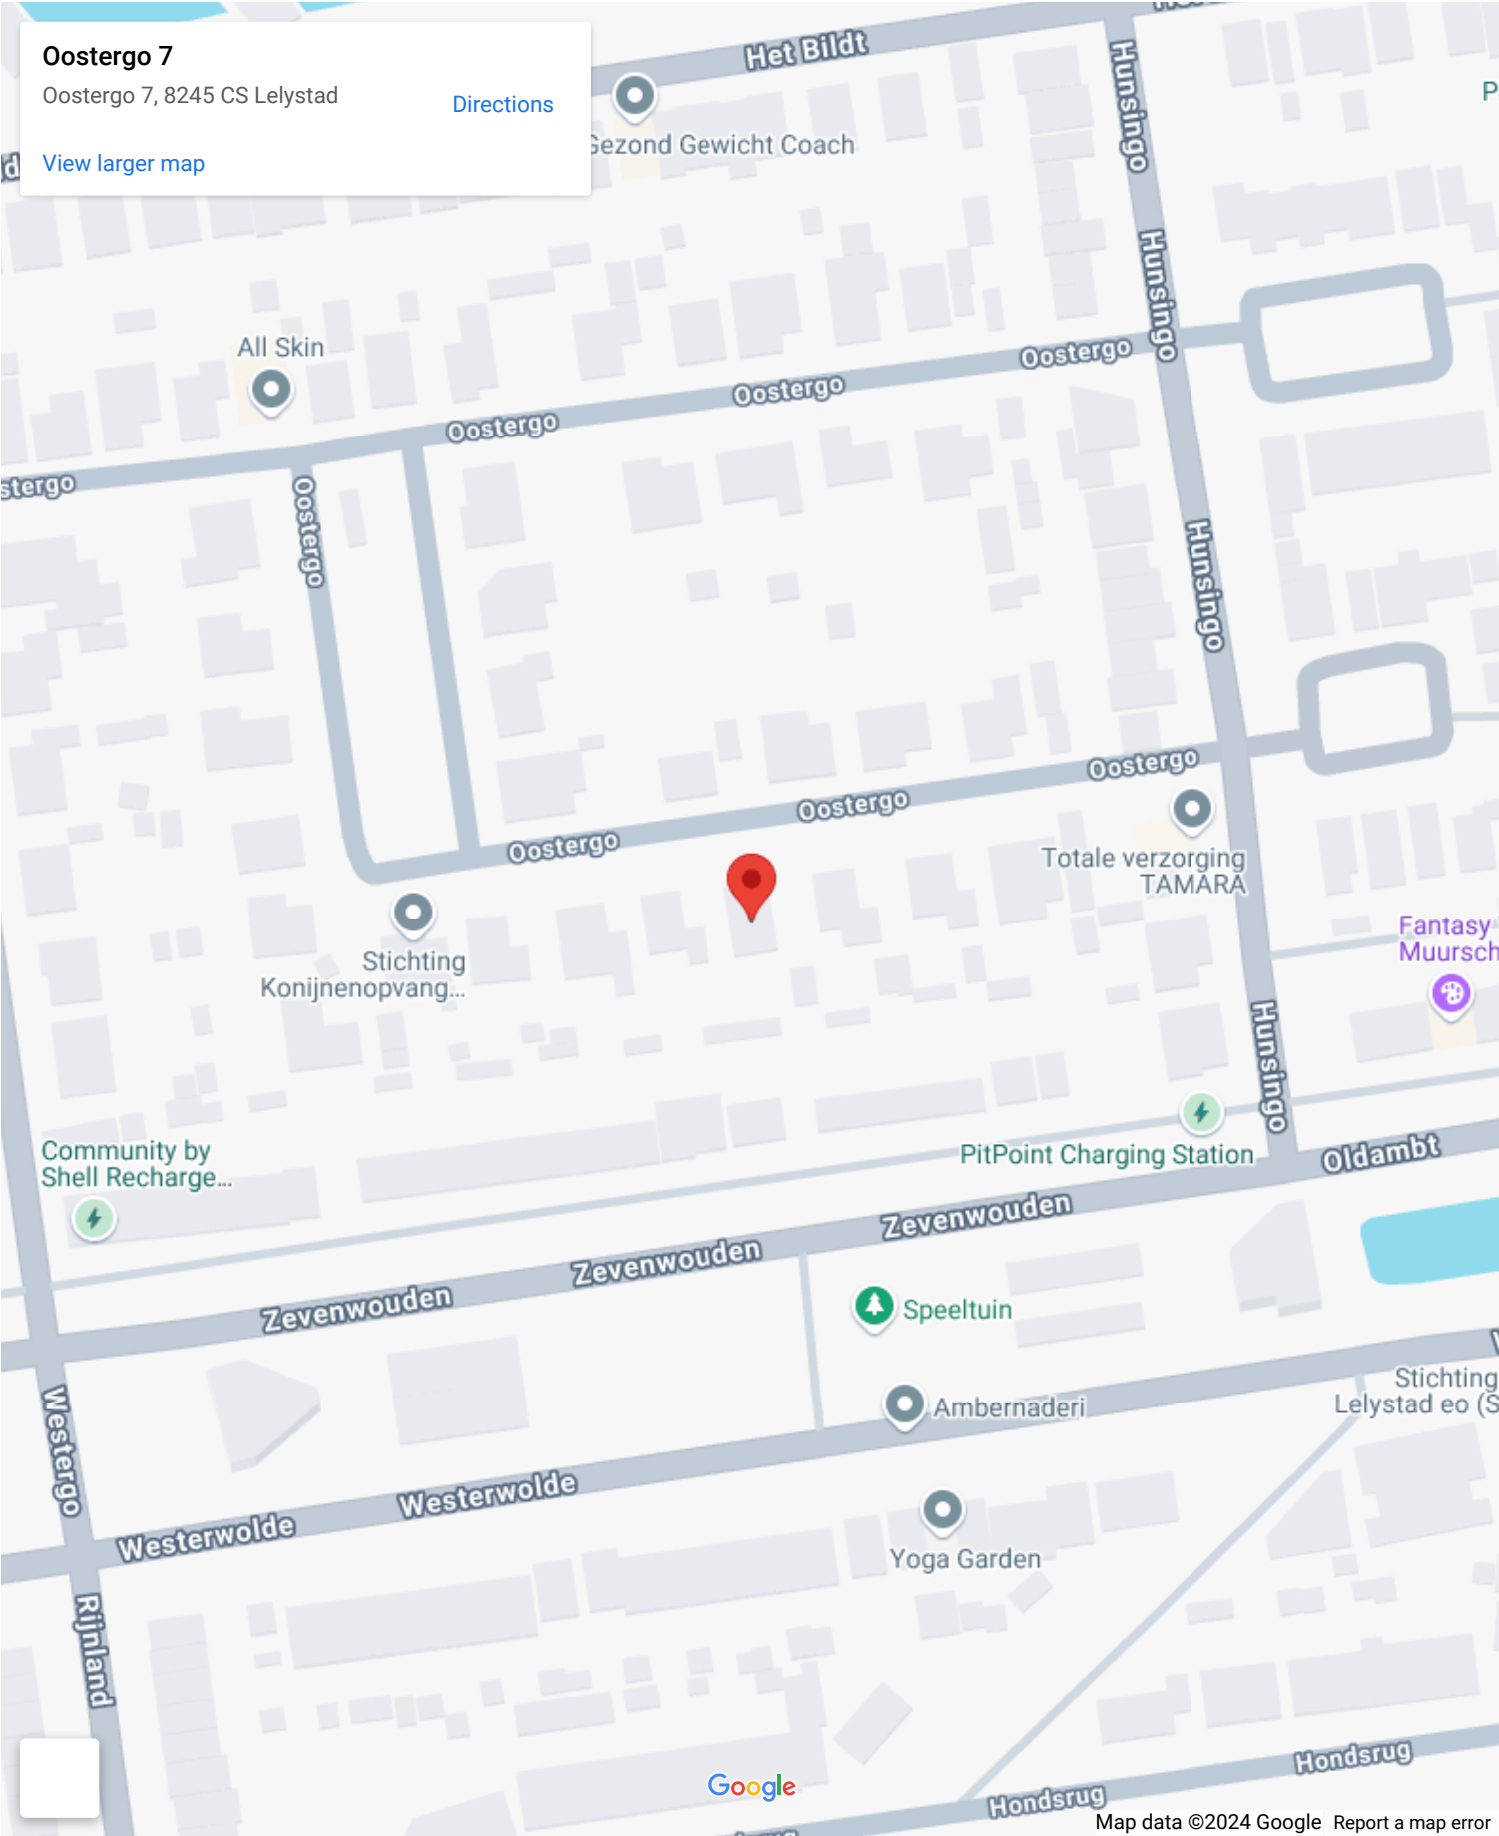 Oostergo 7
Oostergo 7, 8245 CS Lelystad
Directions
View larger map
Het Bildt
Gezond Gewicht Coach
Hunsingo
Hunsingo
All Skin
Oostergo
Oostergo
Oostergo
stergo
Oostergo
Hunsingo
Oostergo
Oostergo
Oostergo
Totale verzorging
TAMARA
Stichting
Konijnenopvang...
Fantasy
Muursch
Hunsingo
Community by
Shell Recharge...
PitPoint Charging Station
Oldambt
Zevenwouden
Zevenwouden
Zevenwouden
Speeltuin
Ambernaderi
Stichting
Lelystad eo (S
Westergo
Westerwolde
Westerwolde
Yoga Garden
Rijnland
Hondsrug
Hondsrug
Google
Map data ©2024 Google
Report a map error